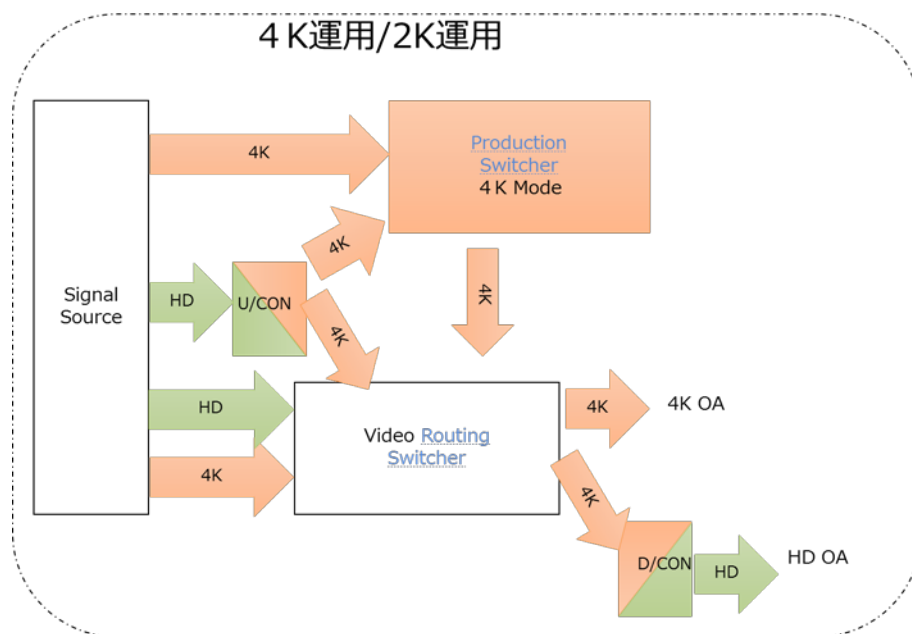 ４K運用/2K運用
4K
Production
Switcher
４K Mode
4K
HD
U/CON
Signal
Source
4K
4K
HD
4K
Video Routing
Switcher
4K
4K OA
4K
D/CON
HD
HD OA